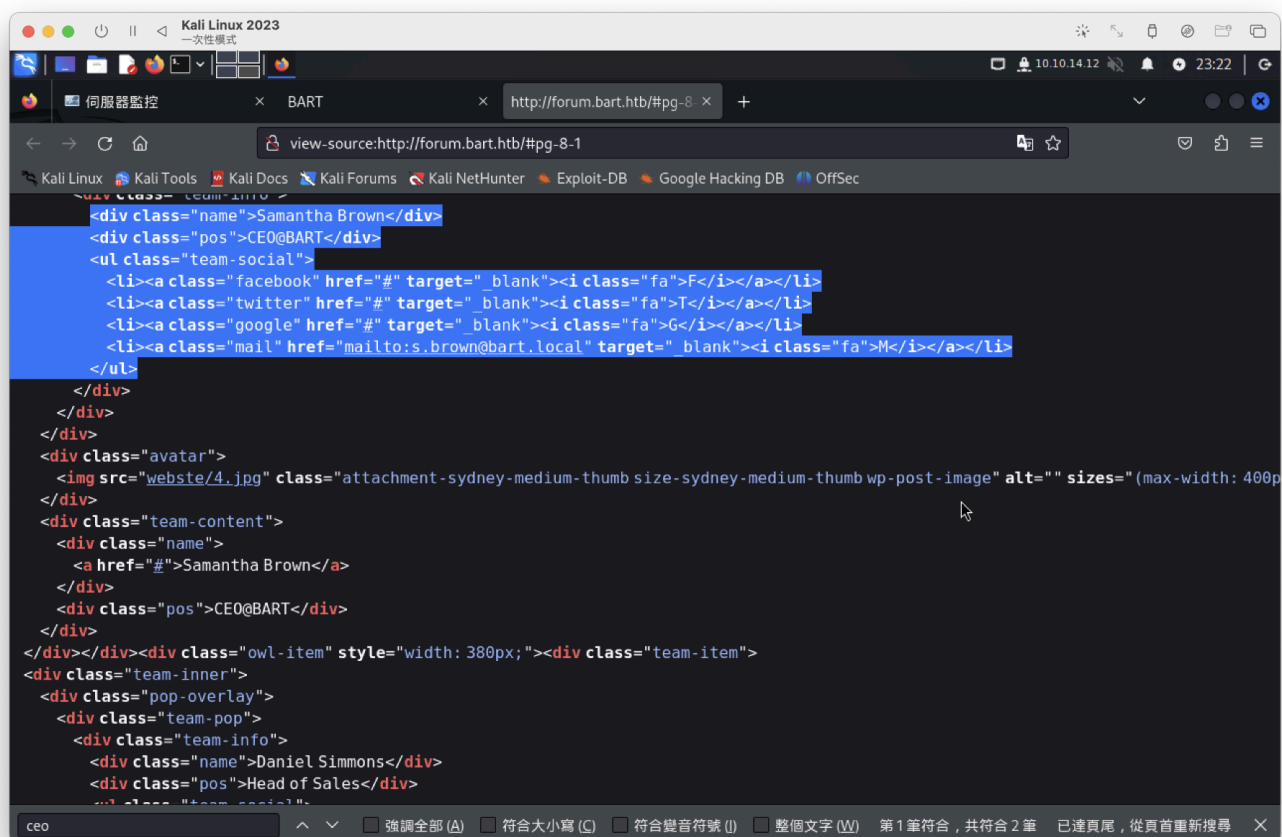 Kali Linux 2023
一次性模式
10.10.14.12 23:22
伺服器監控 × BART × http://forum.bart.htb/#pg-8- × +
view-source:http://forum.bart.htb/#pg-8-1
Kali Linux Kali Tools Kali Docs Kali Forums Kali NetHunter Exploit-DB Google Hacking DB OffSec
<div class="team-info">
<div class="name">Samantha Brown</div>
<div class="pos">CEO@BART</div>
<ul class="team-social">
<li><a class="facebook" href="#" target="_blank"><i class="fa">F</i></a></li>
<li><a class="twitter" href="#" target="_blank"><i class="fa">T</i></a></li>
<li><a class="google" href="#" target="_blank"><i class="fa">G</i></a></li>
<li><a class="mail" href="mailto:s.brown@bart.local" target="_blank"><i class="fa">M</i></a></li>
</ul>
</div>
</div>
</div>
<div class="avatar">
<img src="webste/4.jpg" class="attachment-sydney-medium-thumb size-sydney-medium-thumb wp-post-image" alt="" sizes="(max-width: 400p
</div>
<div class="team-content">
<div class="name">
<a href="#">Samantha Brown</a>
</div>
<div class="pos">CEO@BART</div>
</div>
</div></div><div class="owl-item" style="width: 380px;"><div class="team-item">
<div class="team-inner">
<div class="pop-overlay">
<div class="team-pop">
<div class="team-info">
<div class="name">Daniel Simmons</div>
<div class="pos">Head of Sales</div>
<ul class="team-social">
ceo 強調全部 (A) 符合大小寫 (C) 符合變音符號 (I) 整個文字 (W) 第 1 筆符合，共符合 2 筆 已達頁尾，從頁首重新搜尋